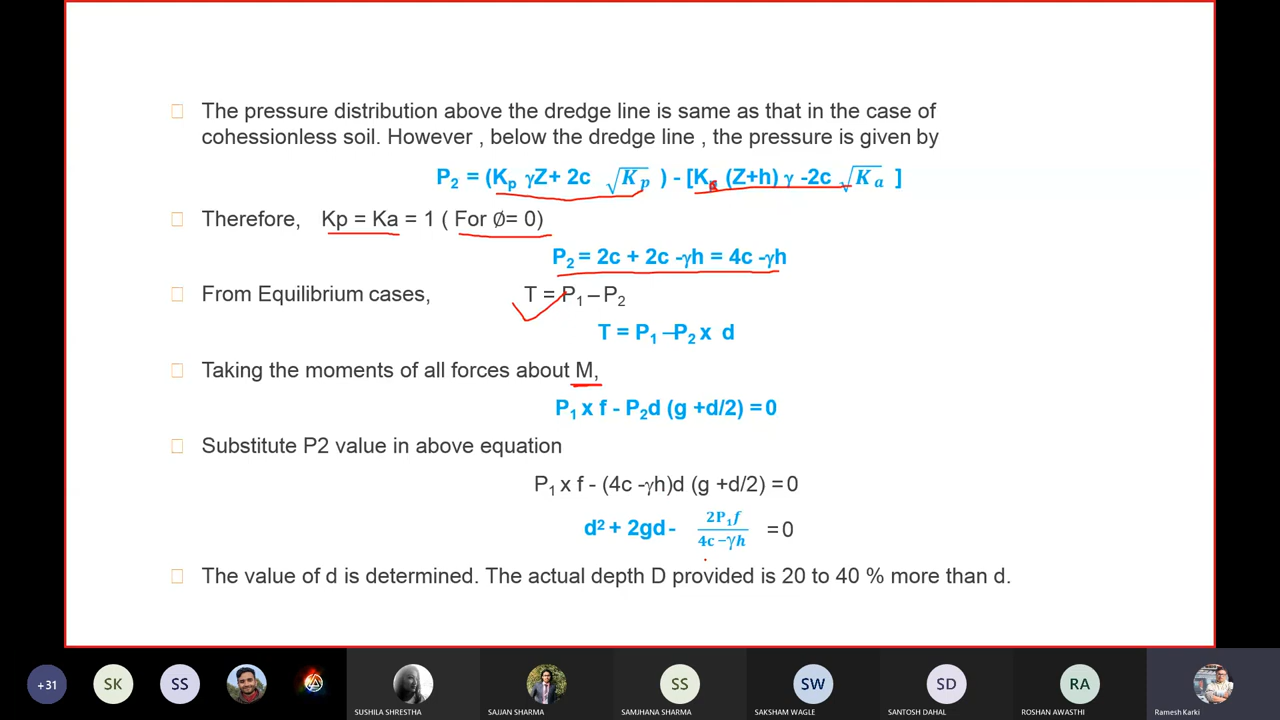 The pressure distribution above the dredge line is same as that in the case of
cohessionless soil. However , below the dredge line , the pressure is given by
P₂ = (Kₚ γZ+ 2c √Kₚ ) - [K (Z+h) γ -2c √Kₐ ]
Therefore, Kp = Ka = 1 ( For ∅= 0)
P₂ = 2c + 2c -γh = 4c -γh
From Equilibrium cases, T = P₁ – P₂
T = P₁ –P₂ x d
Taking the moments of all forces about M,
P₁ x f - P₂d (g +d/2) = 0
Substitute P2 value in above equation
P₁ x f - (4c -γh)d (g +d/2) = 0
d² + 2gd - 2P₁f / 4c −γh = 0
The value of d is determined. The actual depth D provided is 20 to 40 % more than d.
+31 SK SS SS SW SD RA
SUSHILA SHRESTHA SAJJAN SHARMA SAMJHANA SHARMA SAKSHAM WAGLE SANTOSH DAHAL ROSHAN AWASTHI Ramesh Karki